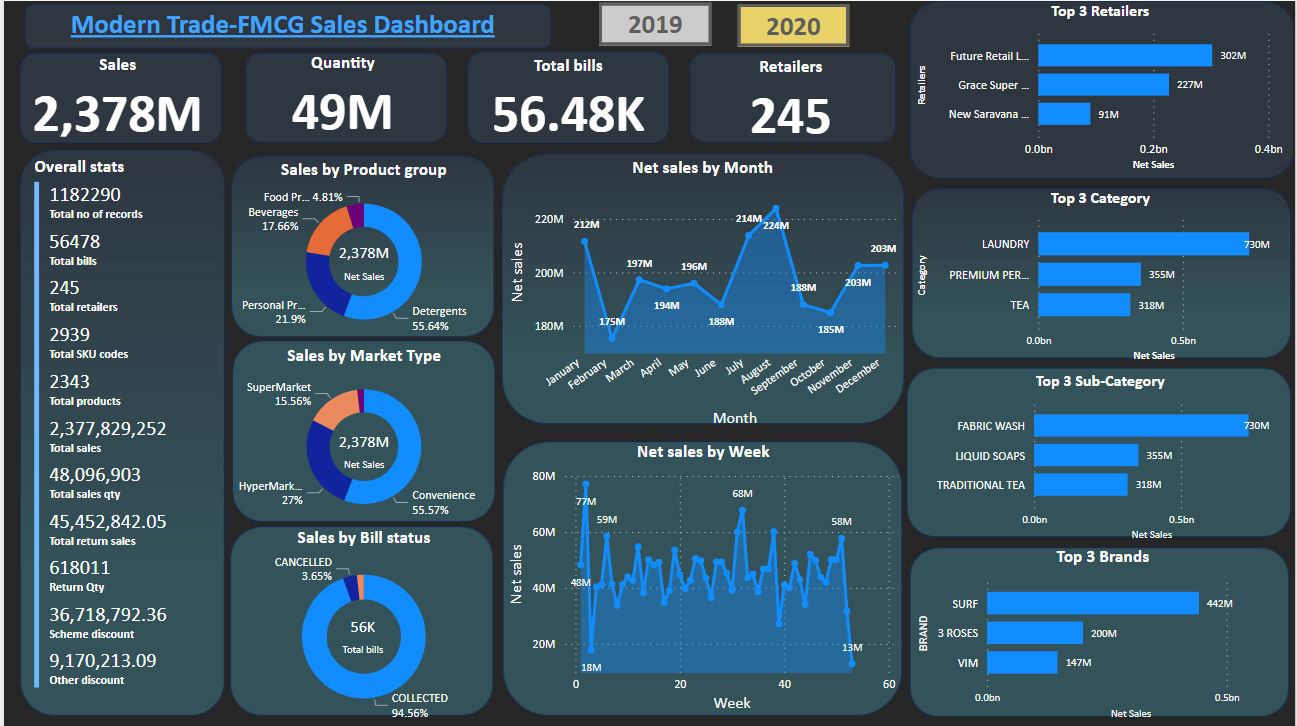 Modern Trade-FMCG Sales Dashboard
2019
2020
Sales
2,378M
Quantity
49M
Total bills
56.48K
Retailers
245
Overall stats
1182290
Total no of records
56478
Total bills
245
Total retailers
2939
Total SKU codes
2343
Total products
2,377,829,252
Total sales
48,096,903
Total sales qty
45,452,842.05
Total return sales
618011
Return Qty
36,718,792.36
Scheme discount
9,170,213.09
Other discount
Sales by Product group
Food Pr... 4.81%
Beverages
17.66%
2,378M
Net Sales
Personal Pr...
21.9%
Detergents
55.64%
Sales by Market Type
SuperMarket
15.56%
2,378M
Net Sales
HyperMark...
27%
Convenience
55.57%
Sales by Bill status
CANCELLED
3.65%
56K
Total bills
COLLECTED
94.56%
Net sales by Month
Net sales
220M
200M
180M
212M
175M
197M
194M
196M
188M
214M
224M
188M
185M
203M
203M
January
February
March
April
May
June
July
August
September
October
November
December
Month
Net sales by Week
Net sales
80M
60M
40M
20M
48M
77M
18M
59M
68M
58M
13M
0
20
40
60
Week
Top 3 Retailers
Retailers
Future Retail L...
302M
Grace Super ...
227M
New Saravana ...
91M
0.0bn
0.2bn
0.4bn
Net Sales
Top 3 Category
Category
LAUNDRY
730M
PREMIUM PER...
355M
TEA
318M
0.0bn
0.5bn
Net Sales
Top 3 Sub-Category
FABRIC WASH
730M
LIQUID SOAPS
355M
TRADITIONAL TEA
318M
0.0bn
0.5bn
Net Sales
Top 3 Brands
BRAND
SURF
442M
3 ROSES
200M
VIM
147M
0.0bn
0.5bn
Net Sales